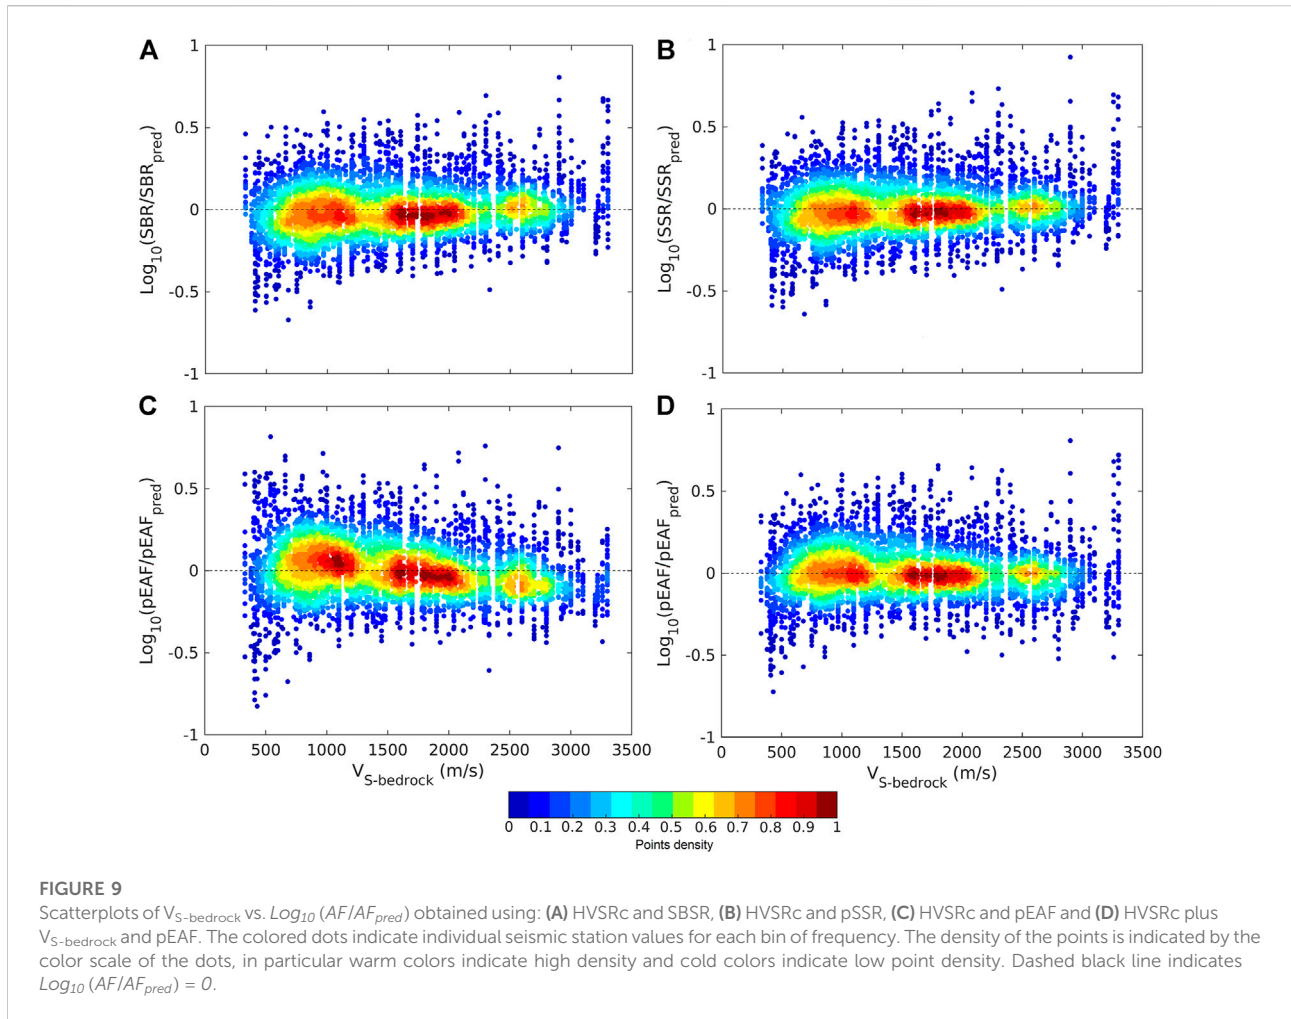 A
B
1
0.5
0
-0.5
-1
Log10(SBR/SBRpred)
1
0.5
0
-0.5
-1
Log10(SSR/SSRpred)
C
D
1
0.5
0
-0.5
-1
Log10(pEAF/pEAFpred)
0 500 1000 1500 2000 2500 3000 3500
VS-bedrock (m/s)
1
0.5
0
-0.5
-1
Log10(pEAF/pEAFpred)
0 500 1000 1500 2000 2500 3000 3500
VS-bedrock (m/s)
0 0.1 0.2 0.3 0.4 0.5 0.6 0.7 0.8 0.9 1
Points density
FIGURE 9
Scatterplots of VS-bedrock vs. Log10 (AF/AFpred) obtained using: (A) HVSRc and SBSR, (B) HVSRc and pSSR, (C) HVSRc and pEAF and (D) HVSRc plus
VS-bedrock and pEAF. The colored dots indicate individual seismic station values for each bin of frequency. The density of the points is indicated by the
color scale of the dots, in particular warm colors indicate high density and cold colors indicate low point density. Dashed black line indicates
Log10 (AF/AFpred) = 0.